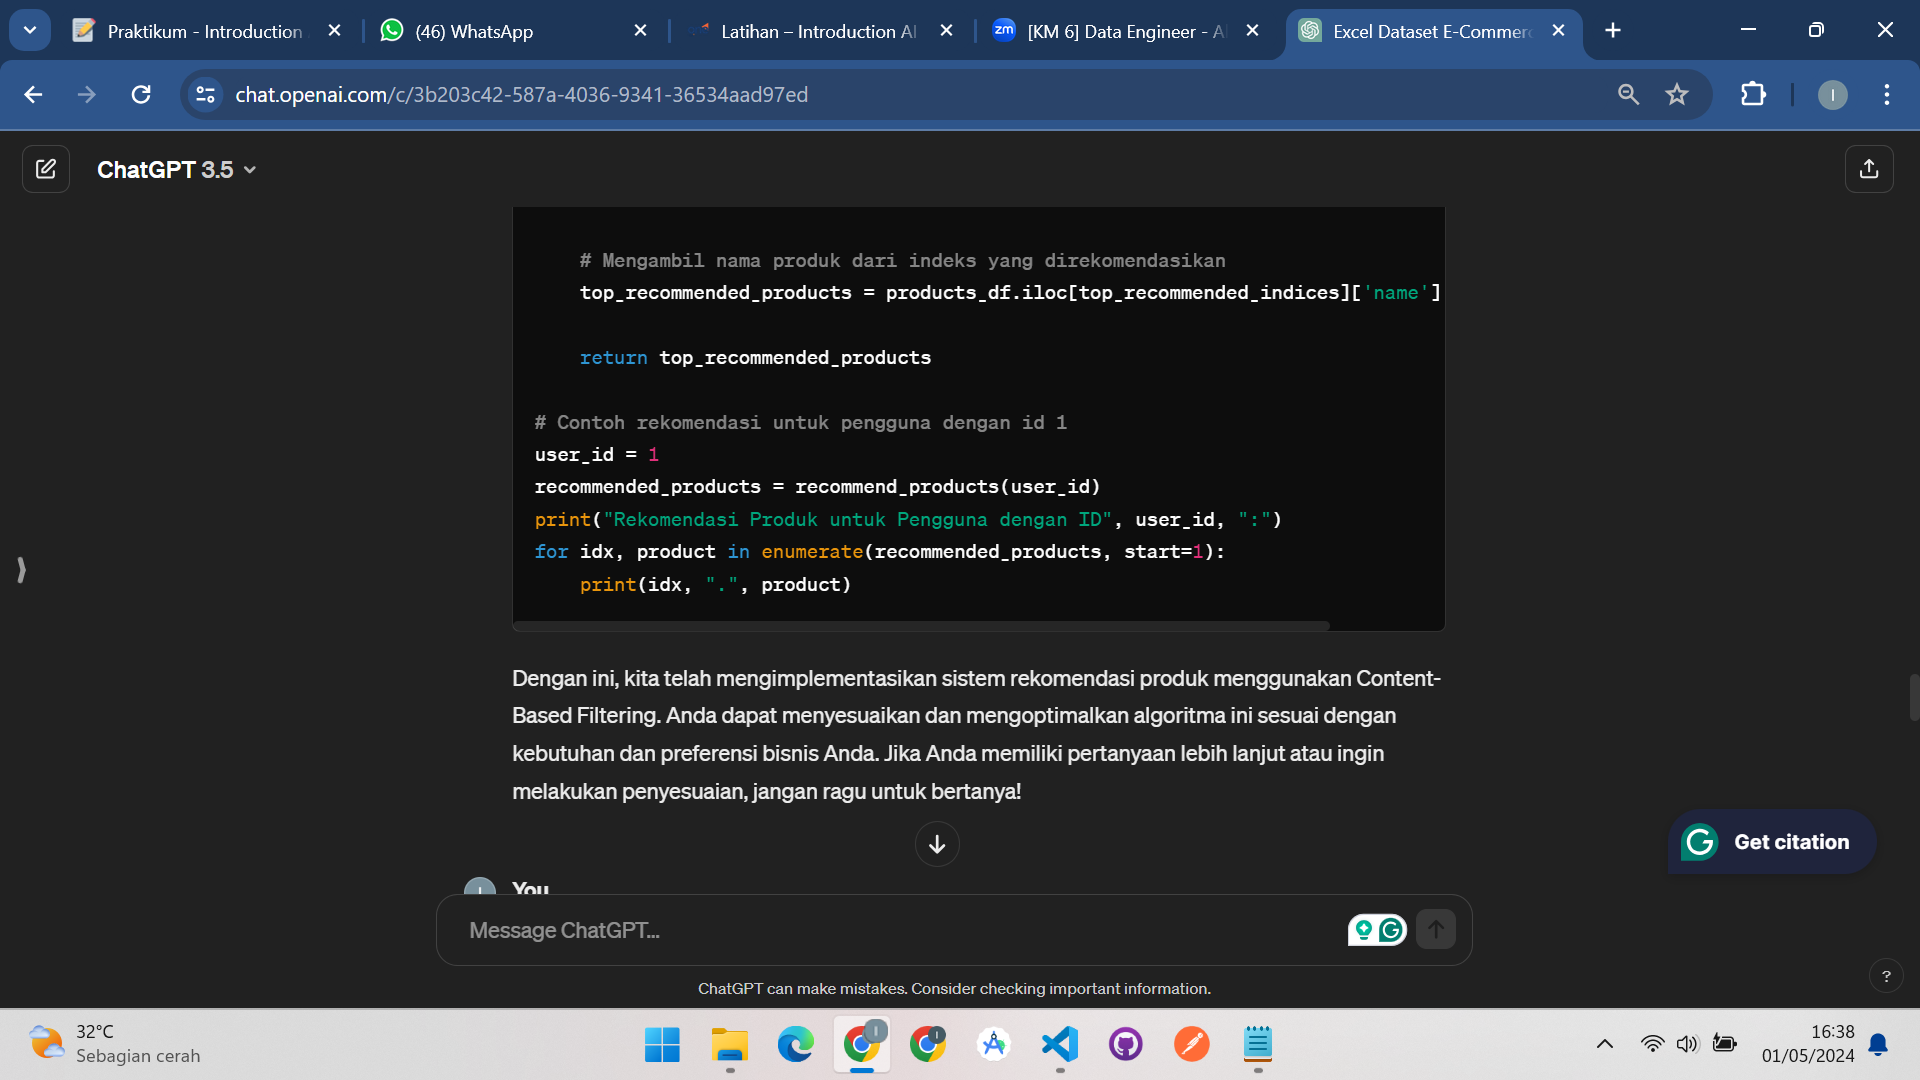 Praktikum - Introduction
(46) WhatsApp
Latihan – Introduction AI
zm
[KM 6] Data Engineer - A
Excel Dataset E-Commerc
chat.openai.com/c/3b203c42-587a-4036-9341-36534aad97ed
I
ChatGPT 3.5
# Mengambil nama produk dari indeks yang direkomendasikan
top_recommended_products = products_df.iloc[top_recommended_indices]['name']
return top_recommended_products
# Contoh rekomendasi untuk pengguna dengan id 1
user_id = 1
recommended_products = recommend_products(user_id)
print("Rekomendasi Produk untuk Pengguna dengan ID", user_id, ":")
for idx, product in enumerate(recommended_products, start=1):
print(idx, ".", product)
Dengan ini, kita telah mengimplementasikan sistem rekomendasi produk menggunakan Content-
Based Filtering. Anda dapat menyesuaikan dan mengoptimalkan algoritma ini sesuai dengan
kebutuhan dan preferensi bisnis Anda. Jika Anda memiliki pertanyaan lebih lanjut atau ingin
melakukan penyesuaian, jangan ragu untuk bertanya!
Get citation
You
Message ChatGPT...
ChatGPT can make mistakes. Consider checking important information.
?
32°C
Sebagian cerah
16:38
01/05/2024